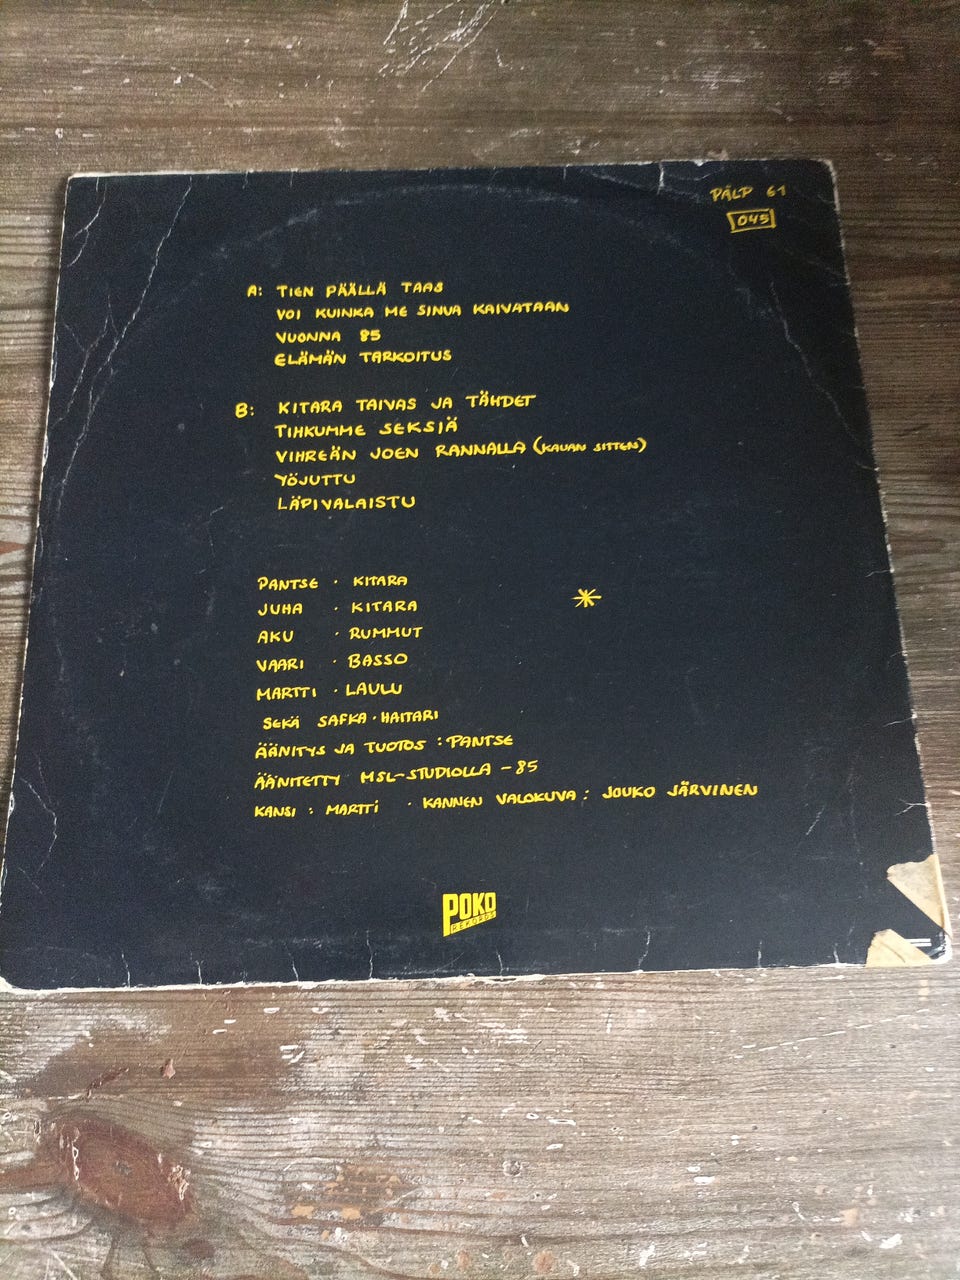 PÄLP 61
045
A: TIEN PÄÄLLÄ TAAS
VOI KUINKA ME SINUA KAIVATAAN
VUONNA 85
ELÄMÄN TARKOITUS
B: KITARA TAIVAS JA TÄHDET
TIHKUMME SEKSIÄ
VIHREÄN JOEN RANNALLA (KAUAN SITTEN)
YÖJUTTU
LÄPIVALAISTU
PANTSE · KITARA
JUHA · KITARA
AKU · RUMMUT
VAARI · BASSO
MARTTI · LAULU
SEKÄ SAFKA · HAITARI
ÄÄNITYS JA TUOTOS : PANTSE
ÄÄNITETTY MSL-STUDIOLLA -85
KANSI : MARTTI · KANNEN VALOKUVA : JOUKO JÄRVINEN
POKO
REKORDS